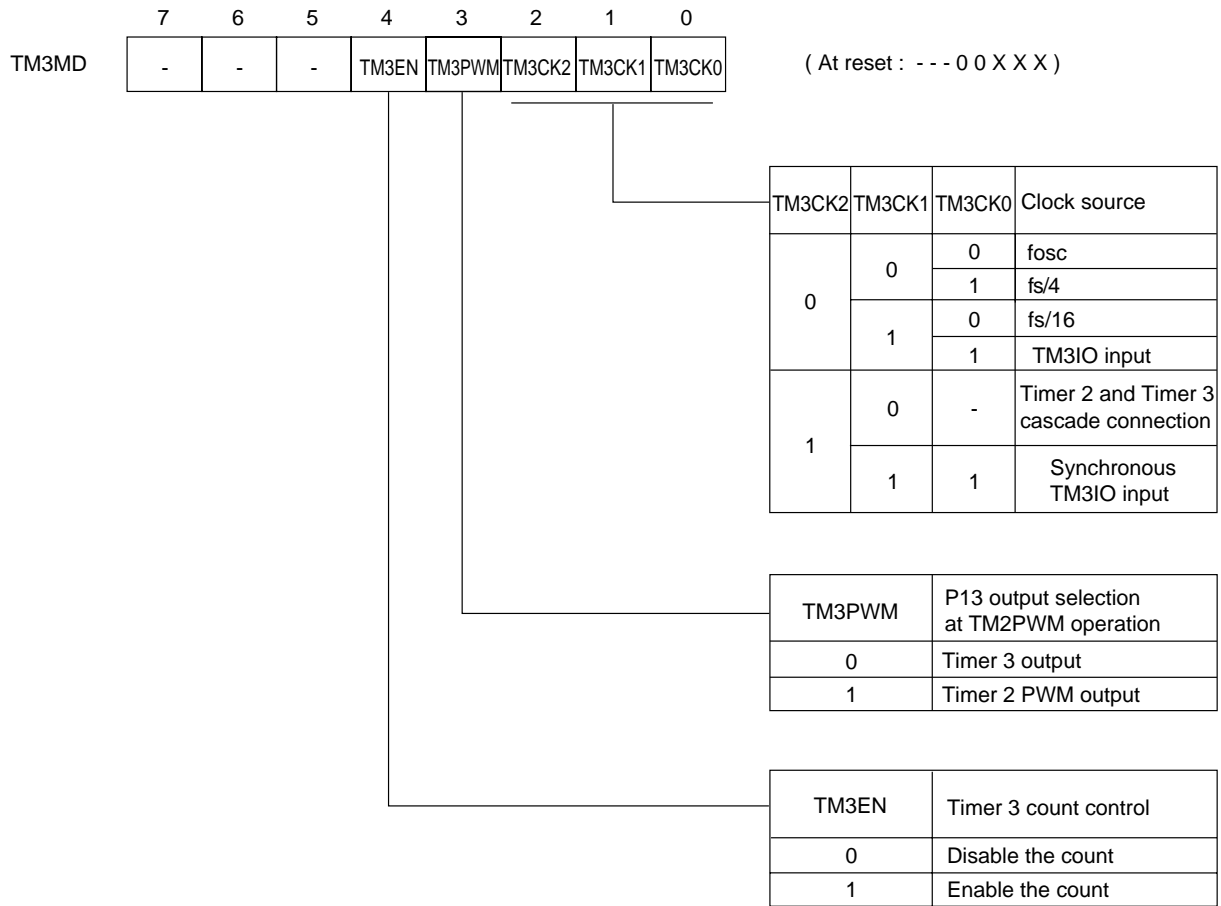 7 6 5 4 3 2 1 0
TM3MD - - - TM3EN TM3PWM TM3CK2 TM3CK1 TM3CK0 ( At reset : - - - 0 0 X X X )
TM3CK2 TM3CK1 TM3CK0 Clock source
0 0 0 fosc
1 fs/4
1 0 fs/16
1 TM3IO input
1 0 - Timer 2 and Timer 3
cascade connection
1 1 Synchronous
TM3IO input
TM3PWM P13 output selection
at TM2PWM operation
0 Timer 3 output
1 Timer 2 PWM output
TM3EN Timer 3 count control
0 Disable the count
1 Enable the count